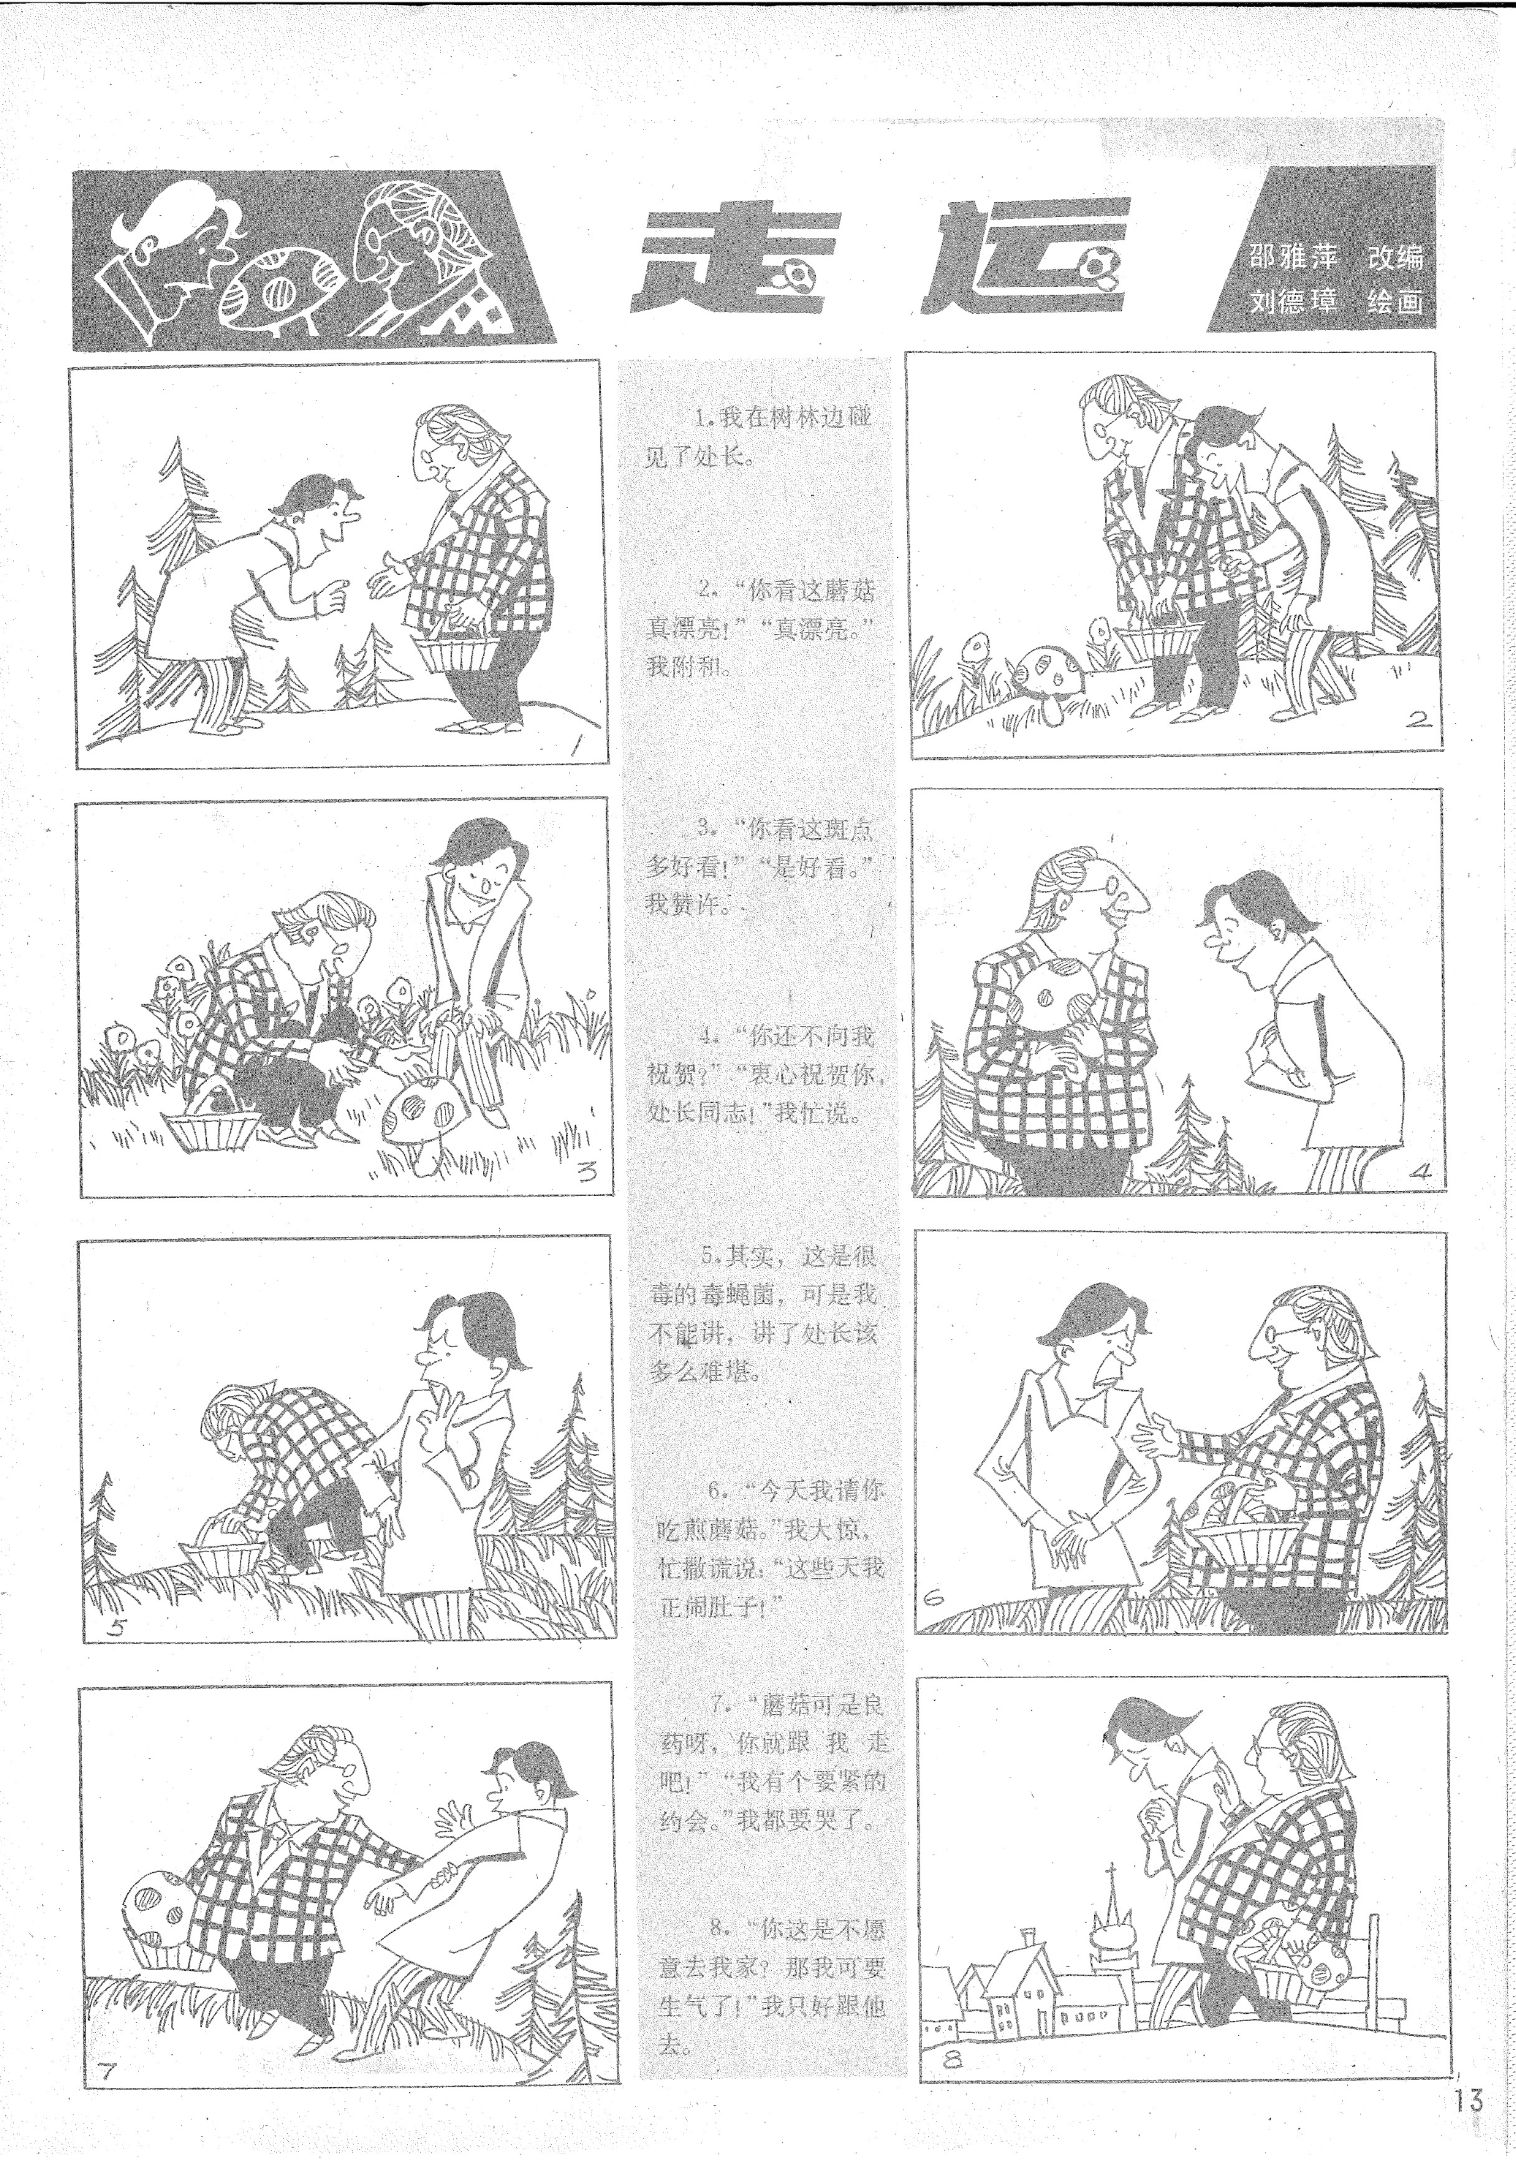 走运
邵雅萍 改编
刘德璋 绘画
1.我在树林边碰
见了处长。
2.“你看这蘑菇
真漂亮!”“真漂亮。”
我附和。
3.“你看这斑点
多好看!”“是好看。”
我赞许。
4.“你还不向我
祝贺?”“衷心祝贺你,
处长同志!”我忙说。
5.其实,这是很
毒的毒蝇菌,可是我
不能讲,讲了处长该
多么难堪。
6.“今天我请你
吃煎蘑菇。”我大惊,
忙撒谎说:“这些天我
正闹肚子!”
7.“蘑菇可是良
药呀,你就跟我走
吧!”“我有个要紧的
约会。”我都要哭了。
8.“你这是不愿
意去我家?那我可要
生气了!”我只好跟他
去。
1
2
3
4
5
6
7
8
13